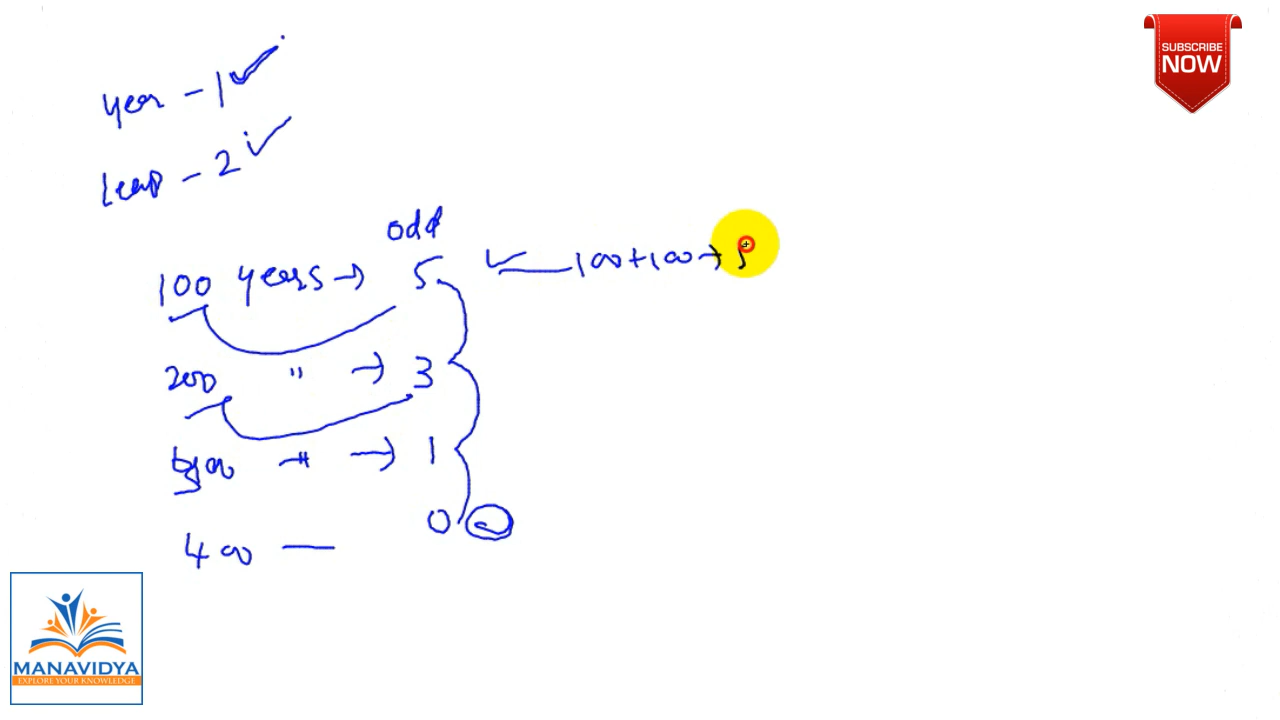 SUBSCRIBE
NOW
year - 1
leap - 2
odd
100 years → 5 100+100→ 5
200 " → 3
300 " → 1
400 — 0
MANAVIDYA
EXPLORE YOUR KNOWLEDGE